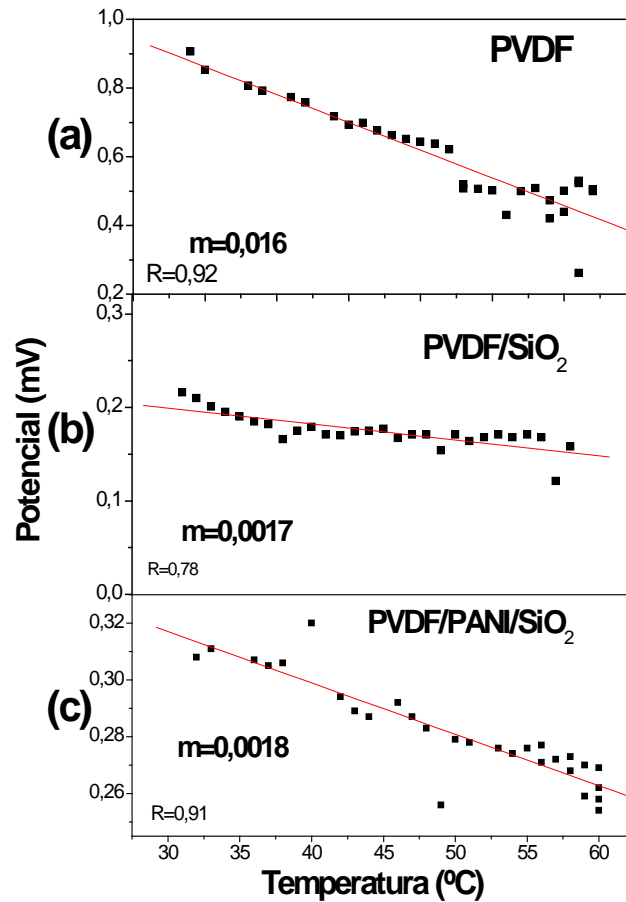 PVDF
1,0
0,8
(a)
0,6
0,4
m=0,016
R=0,92
0,2
0,3
PVDF/SiO₂
0,2
(b)
0,1
m=0,0017
R=0,78
0,0
0,32
PVDF/PANI/SiO₂
0,30
(c)
0,28
m=0,0018
0,26
R=0,91
30 35 40 45 50 55 60
Temperatura (ºC)
Potencial (mV)